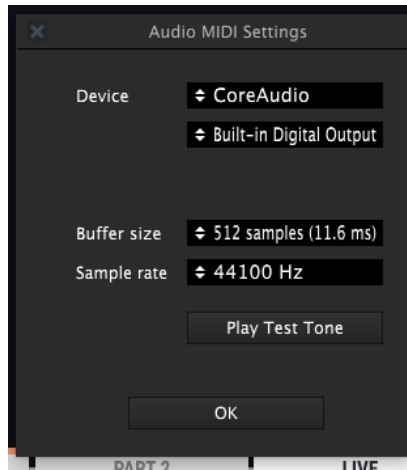 Audio MIDI Settings
Device
CoreAudio
Built-in Digital Output
Buffer size
512 samples (11.6 ms)
Sample rate
44100 Hz
Play Test Tone
OK
PART 2
LIVE